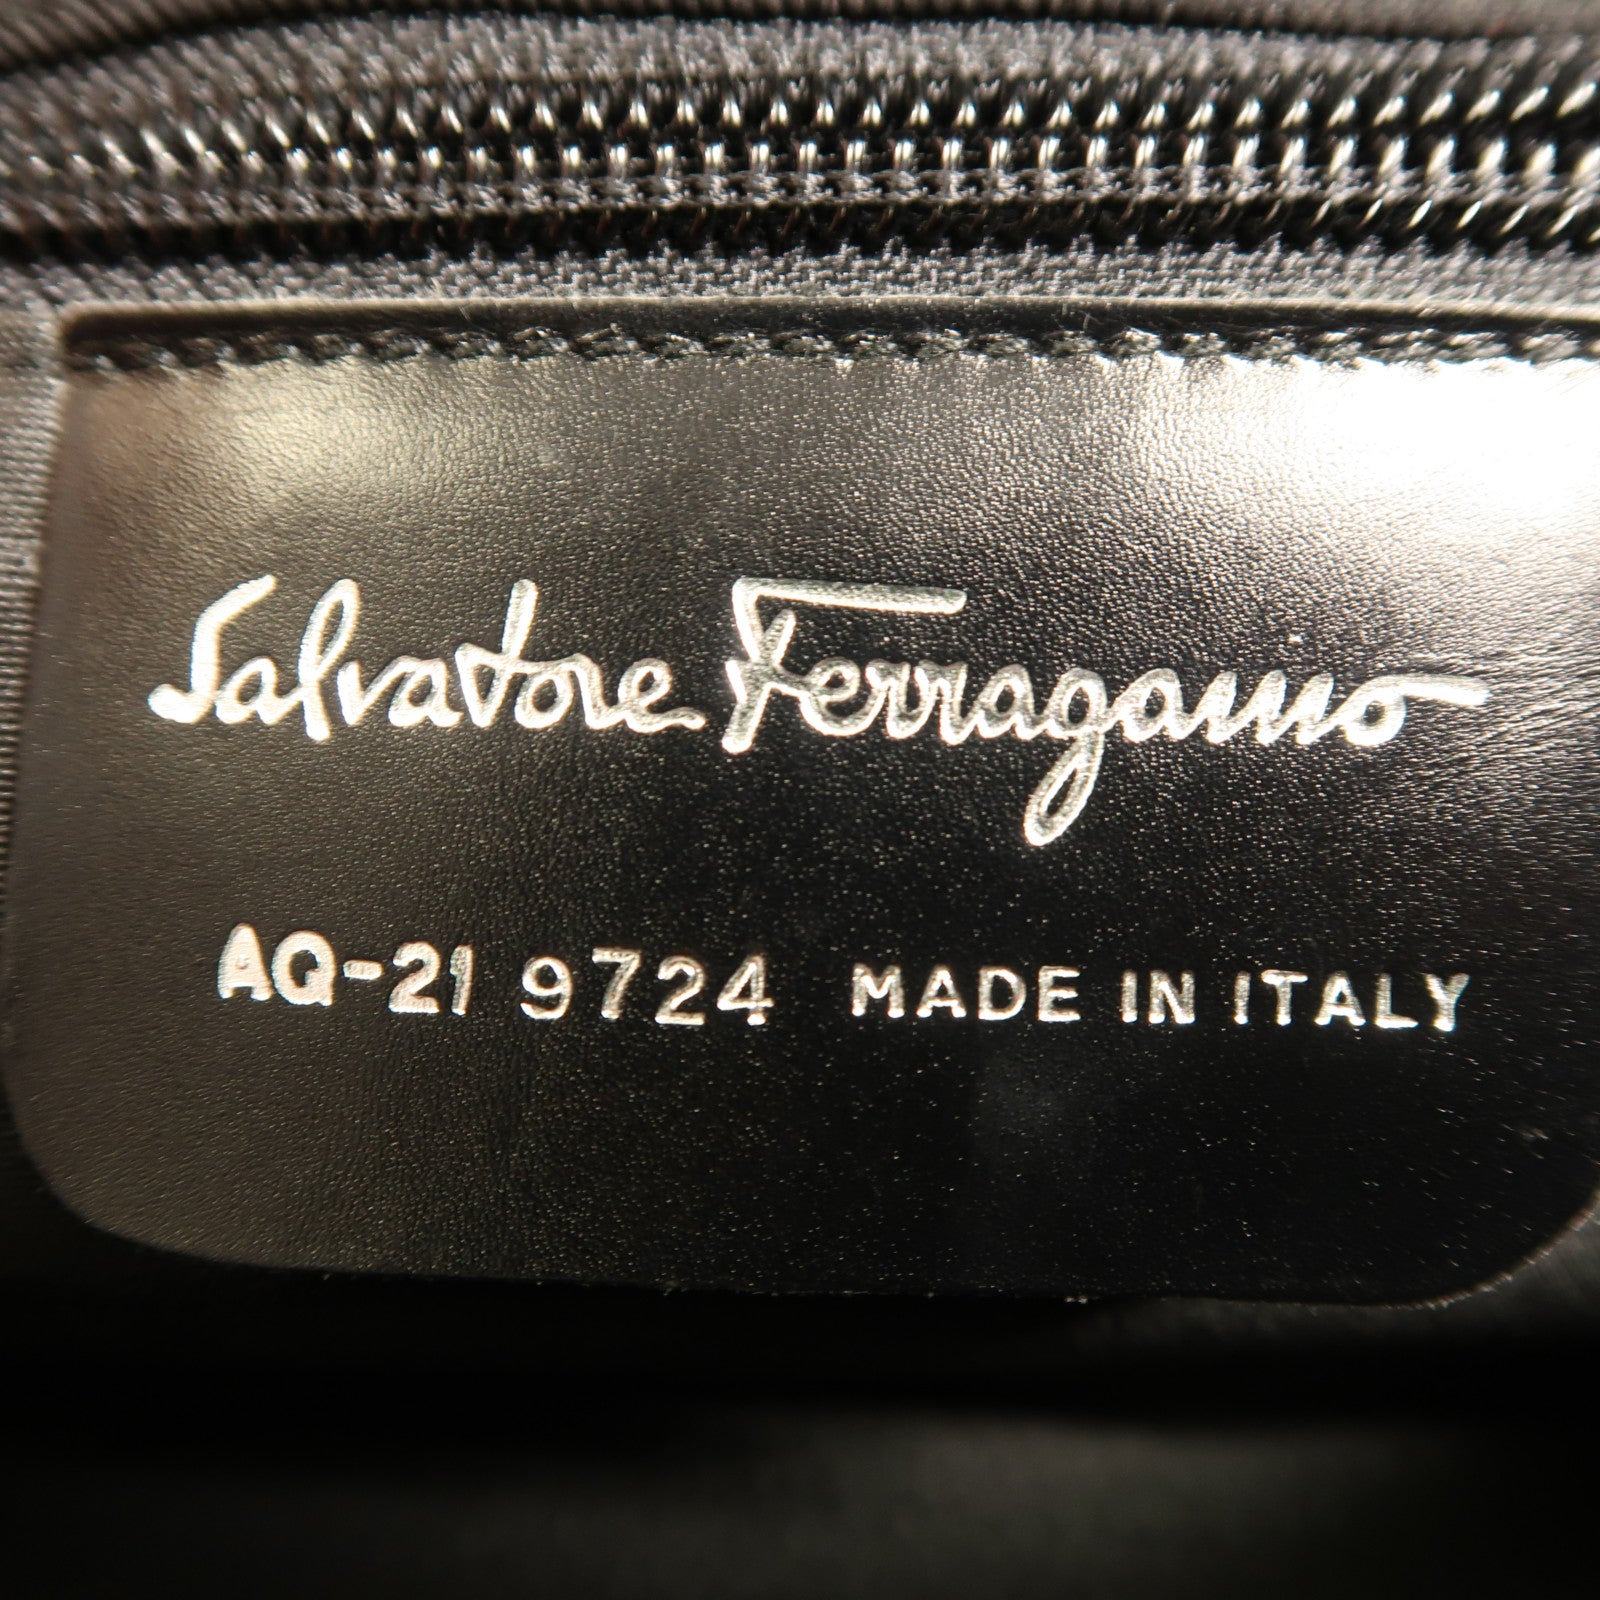 Salvatore Ferragamo
AQ-21 9724 MADE IN ITALY